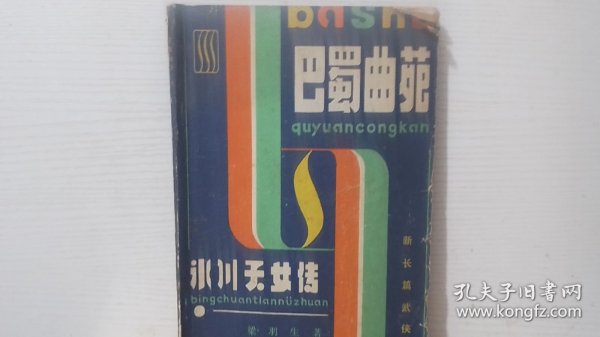 bashu
巴蜀曲苑
quyuancongkan
冰川天女传
bingchuantiannüzhuan
梁羽生著
新长篇武侠
孔夫子旧书网
www.kongfz.com